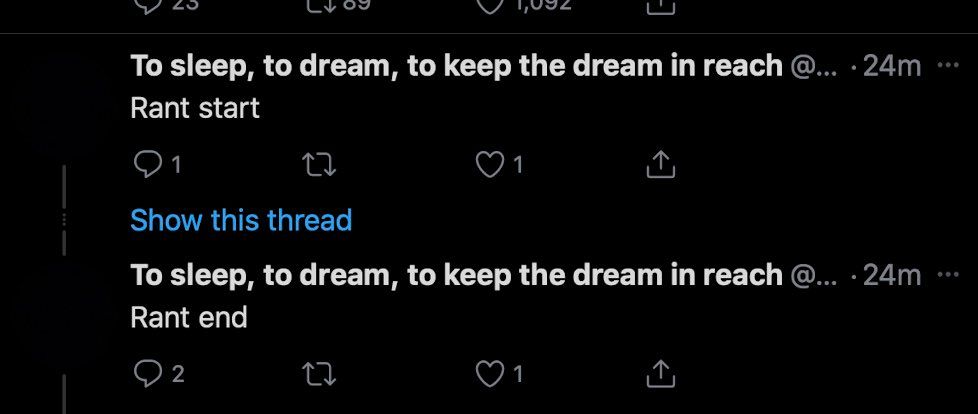 23 89 1,092
To sleep, to dream, to keep the dream in reach @... · 24m ...
Rant start
1 1
Show this thread
To sleep, to dream, to keep the dream in reach @... · 24m ...
Rant end
2 1